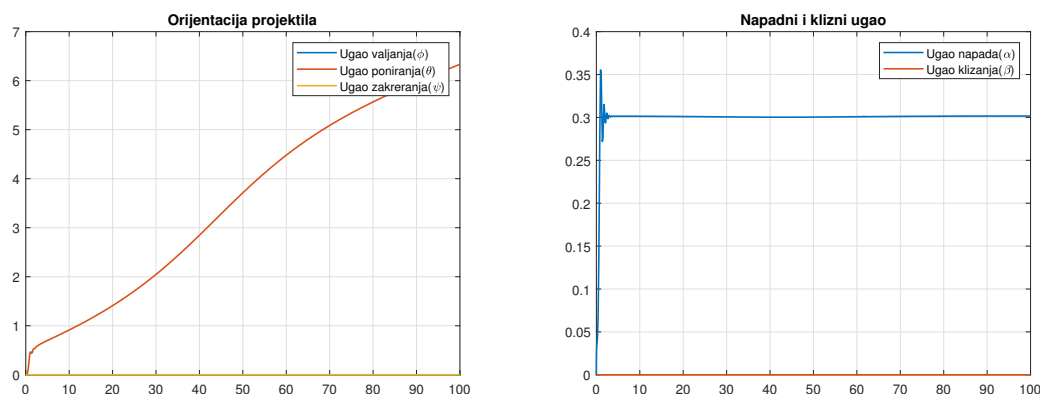 Orijentacija projektila
7
6
5
4
3
2
1
0
0 10 20 30 40 50 60 70 80 90 100
Ugao valjanja(ϕ)
Ugao poniranja(θ)
Ugao zakreranja(ψ)
Napadni i klizni ugao
0.4
0.35
0.3
0.25
0.2
0.15
0.1
0.05
0
0 10 20 30 40 50 60 70 80 90 100
Ugao napada(α)
Ugao klizanja(β)